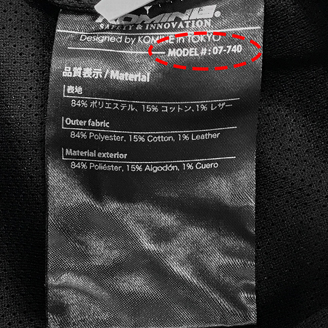 KOMINE
SAFETY & INNOVATION
Designed by KOMINE in TOKYO
MODEL # : 07-740
品質表示 / Material
表地
84% ポリエステル, 15% コットン, 1% レザー
Outer fabric
84% Polyester, 15% Cotton, 1% Leather
Material exterior
84% Poliéster, 15% Algodón, 1% Cuero